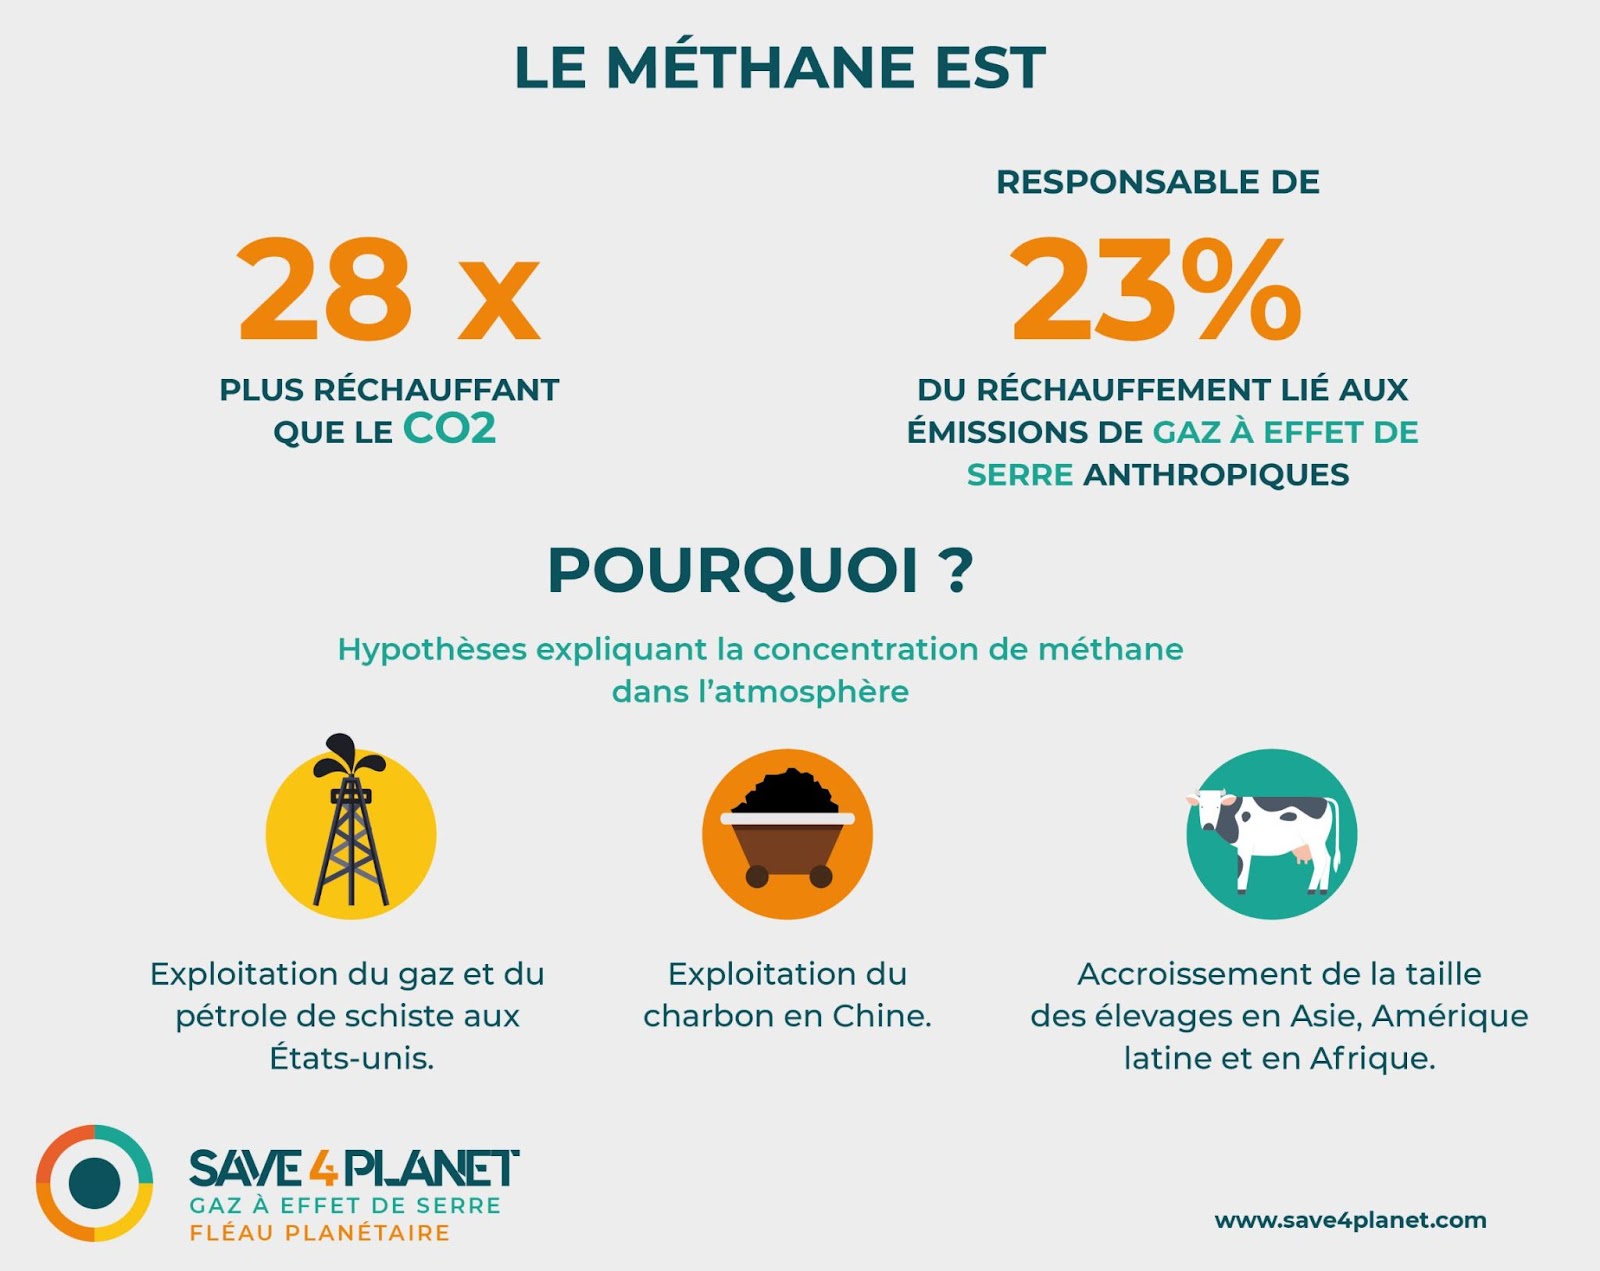 LE MÉTHANE EST
28 x
PLUS RÉCHAUFFANT
QUE LE CO2
RESPONSABLE DE
23%
DU RÉCHAUFFEMENT LIÉ AUX
ÉMISSIONS DE GAZ À EFFET DE
SERRE ANTHROPIQUES
POURQUOI ?
Hypothèses expliquant la concentration de méthane
dans l'atmosphère
Exploitation du gaz et du
pétrole de schiste aux
États-unis.
Exploitation du
charbon en Chine.
Accroissement de la taille
des élevages en Asie, Amérique
latine et en Afrique.
SAVE 4 PLANET
GAZ À EFFET DE SERRE
FLÉAU PLANÉTAIRE
www.save4planet.com